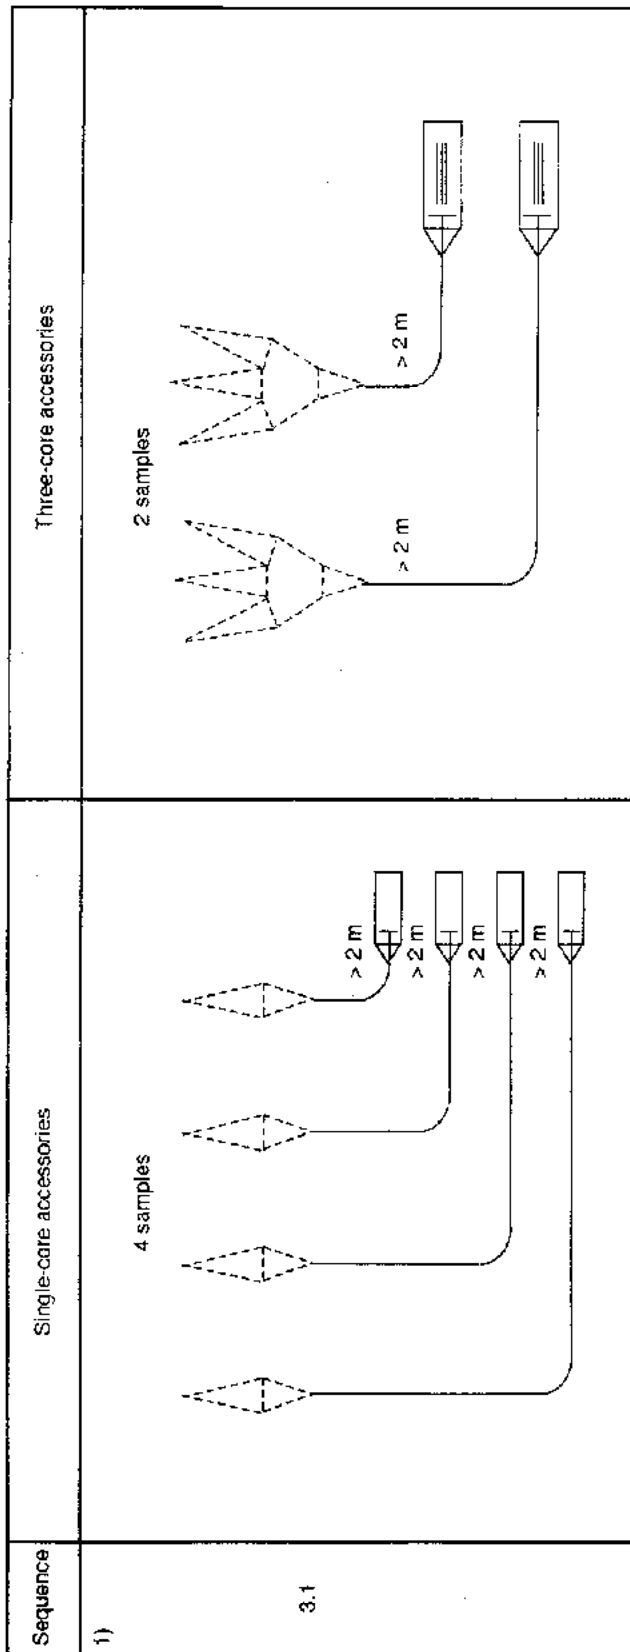 Sequence
Single-core accessories
Three-core accessories
1)
4 samples
2 samples
3.1
> 2 m
> 2 m
> 2 m
> 2 m
> 2 m
> 2 m